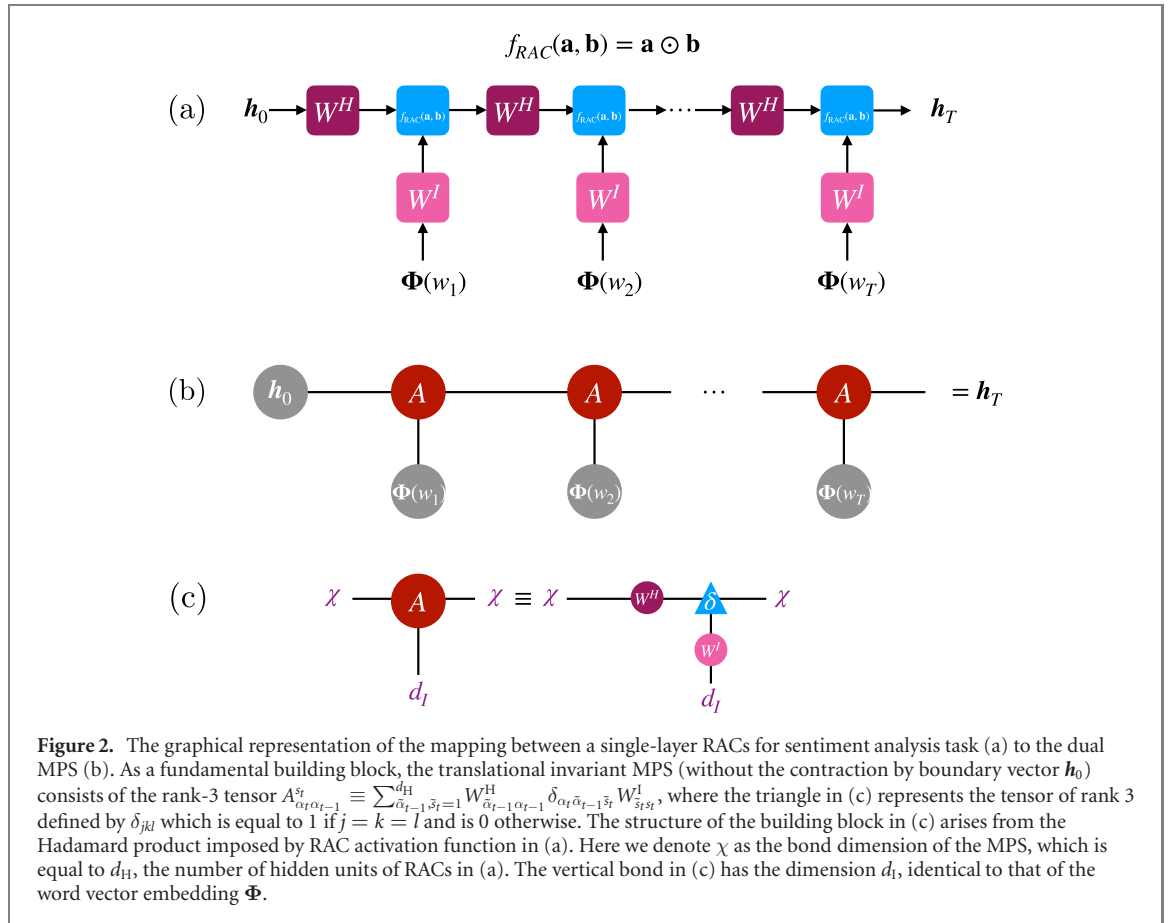 f_RAC(a, b) = a ⊙ b
(a) h_0 W^H f_RAC(a, b) W^H f_RAC(a, b) ⋯ W^H f_RAC(a, b) h_T
W^I W^I W^I
Φ(w_1) Φ(w_2) Φ(w_T)
(b) h_0 A A ⋯ A = h_T
Φ(w_1) Φ(w_2) Φ(w_T)
(c) χ A χ ≡ χ W^H δ χ
W^I
d_I d_I
Figure 2. The graphical representation of the mapping between a single-layer RACs for sentiment analysis task (a) to the dual
MPS (b). As a fundamental building block, the translational invariant MPS (without the contraction by boundary vector h_0)
consists of the rank-3 tensor A^{s_t}_{α_t α_{t−1}} ≡ ∑^{d_H}_{α̃_{t−1}, s̃_t=1} W^H_{α̃_{t−1} α_{t−1}} δ_{α_t α̃_{t−1} s̃_t} W^I_{s̃_t s_t}, where the triangle in (c) represents the tensor of rank 3
defined by δ_{jkl} which is equal to 1 if j = k = l and is 0 otherwise. The structure of the building block in (c) arises from the
Hadamard product imposed by RAC activation function in (a). Here we denote χ as the bond dimension of the MPS, which is
equal to d_H, the number of hidden units of RACs in (a). The vertical bond in (c) has the dimension d_I, identical to that of the
word vector embedding Φ.